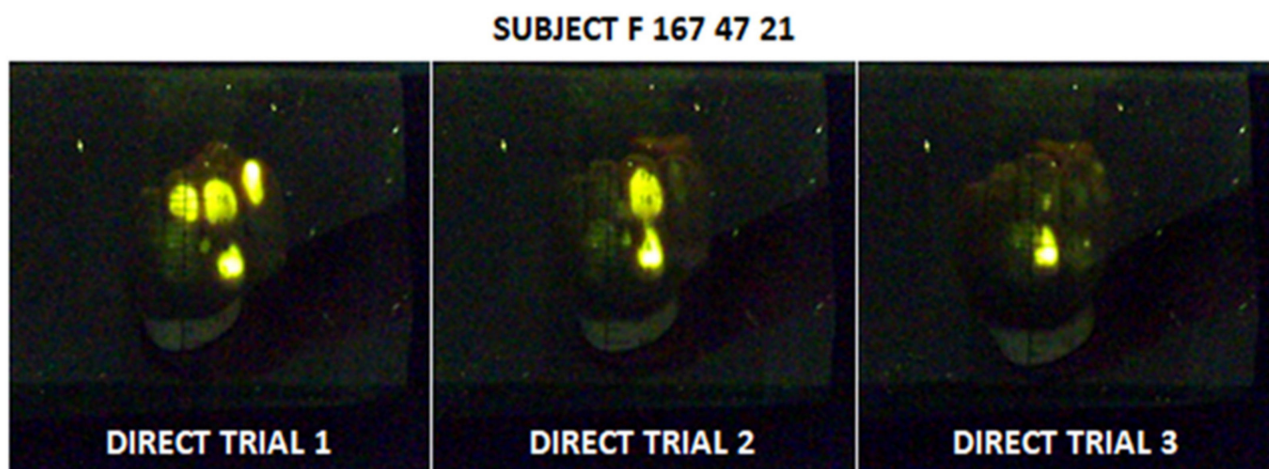 SUBJECT F 167 47 21
DIRECT TRIAL 1
DIRECT TRIAL 2
DIRECT TRIAL 3